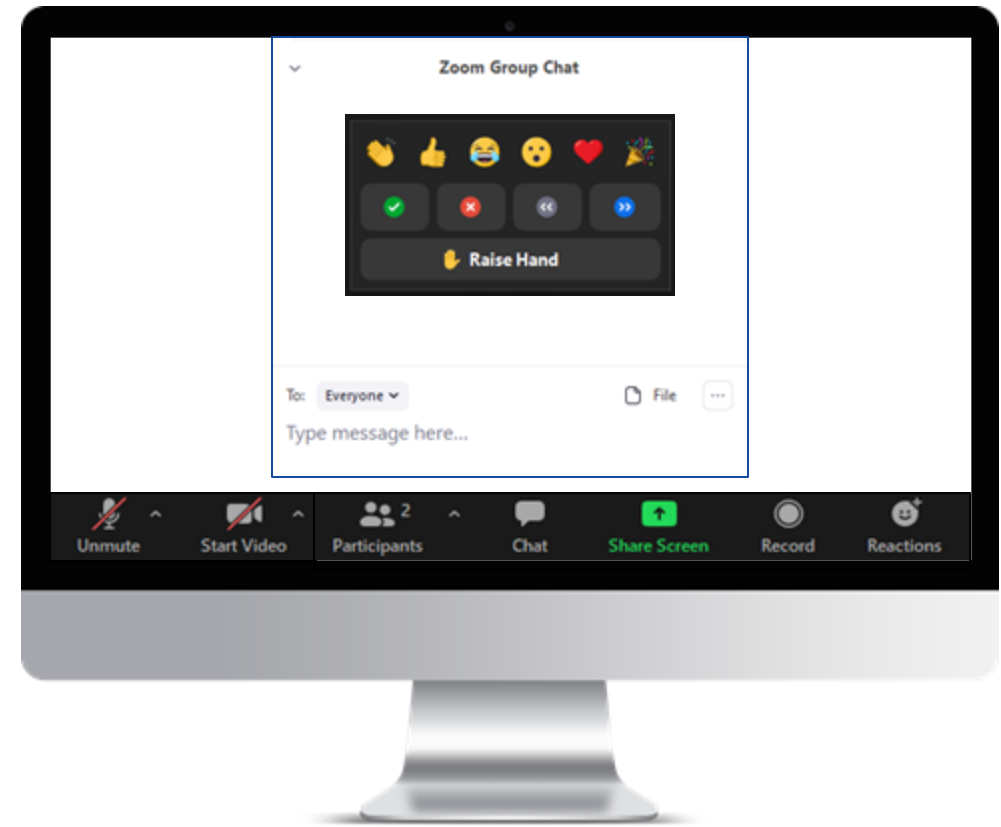 Zoom Group Chat
Raise Hand
To: Everyone File
Type message here...
2
Unmute Start Video Participants Chat Share Screen Record Reactions